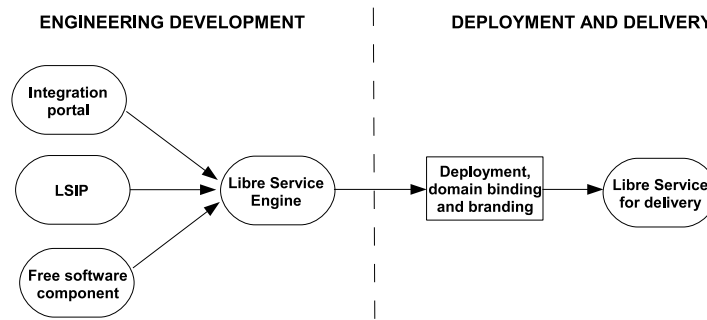 ENGINEERING DEVELOPMENT
DEPLOYMENT AND DELIVERY
Integration
portal
LSIP
Free software
component
Libre Service
Engine
Deployment,
domain binding
and branding
Libre Service
for delivery